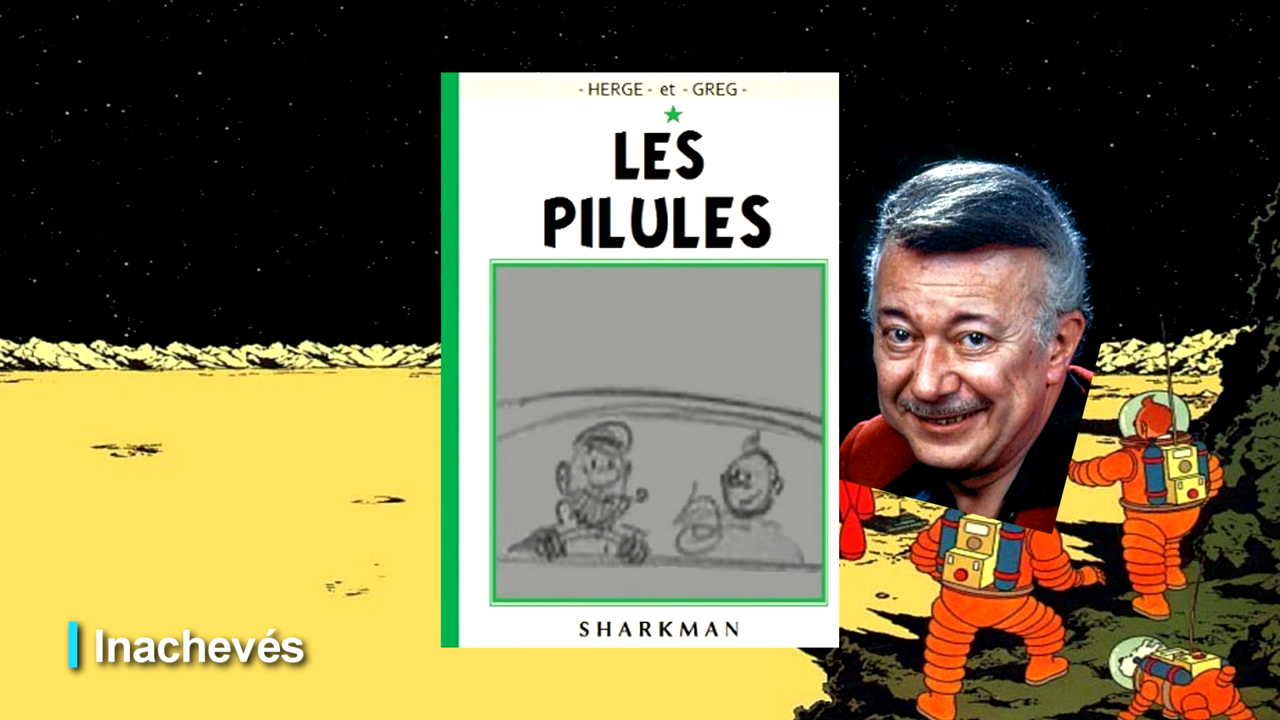 - HERGE - et - GREG -
LES
PILULES
SHARKMAN
Inachevés